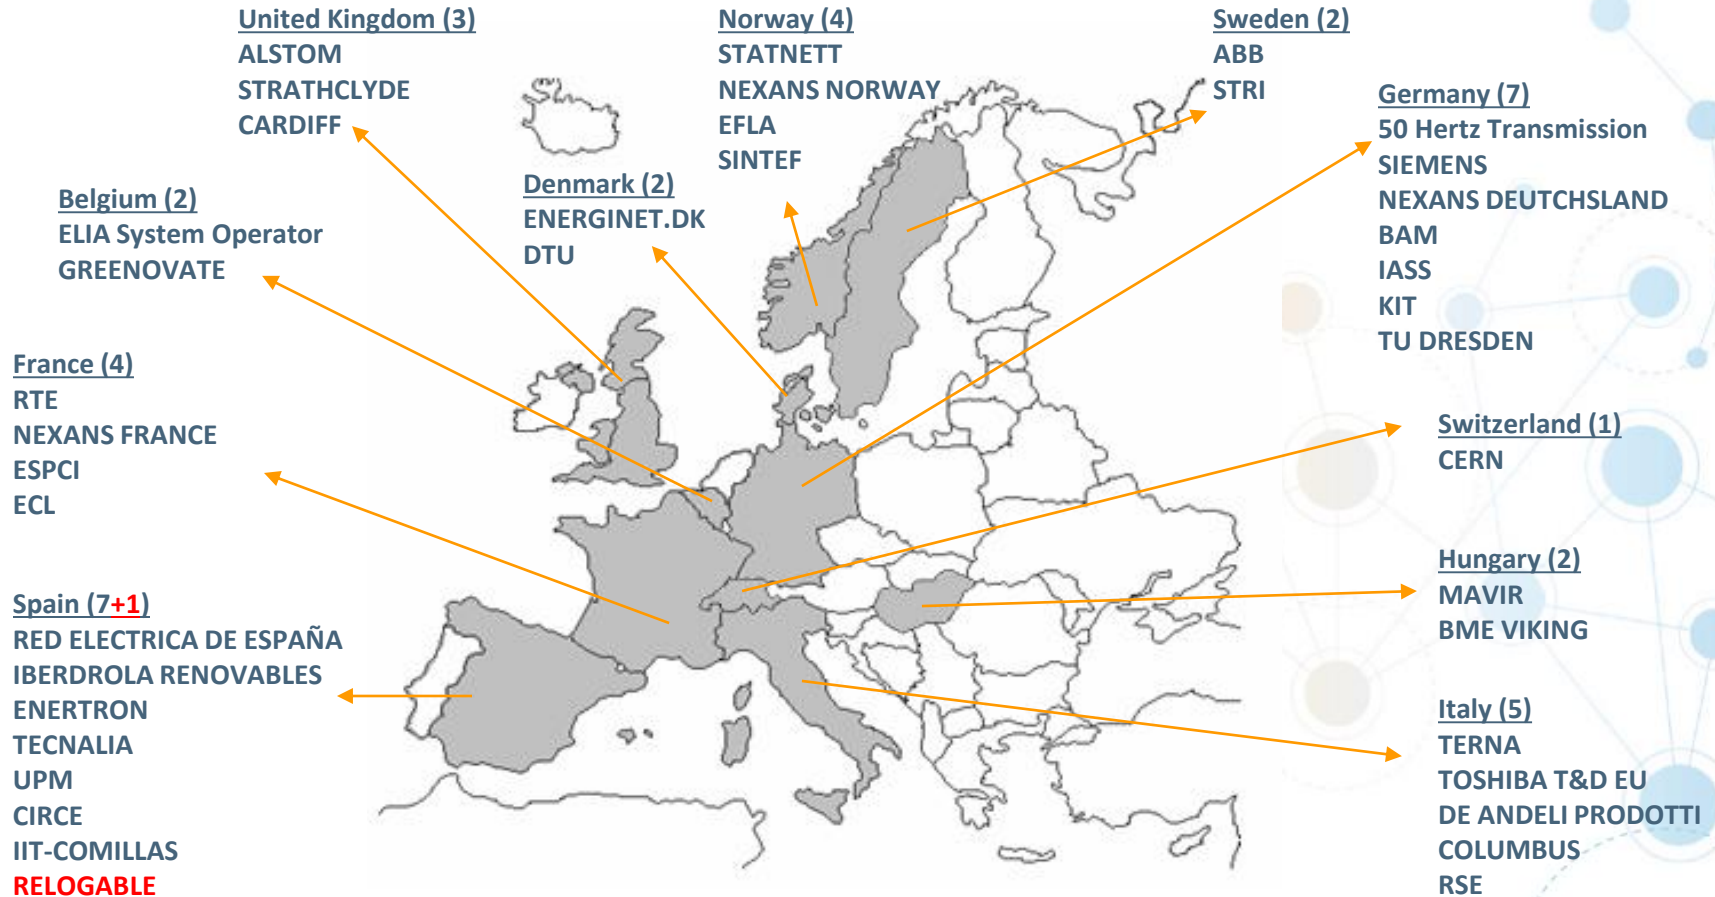 United Kingdom (3)
ALSTOM
STRATHCLYDE
CARDIFF
Norway (4)
STATNETT
NEXANS NORWAY
EFLA
SINTEF
Sweden (2)
ABB
STRI
Germany (7)
50 Hertz Transmission
SIEMENS
NEXANS DEUTCHSLAND
BAM
IASS
KIT
TU DRESDEN
Belgium (2)
ELIA System Operator
GREENOVATE
Denmark (2)
ENERGINET.DK
DTU
France (4)
RTE
NEXANS FRANCE
ESPCI
ECL
Switzerland (1)
CERN
Spain (7+1)
RED ELECTRICA DE ESPAÑA
IBERDROLA RENOVABLES
ENERTRON
TECNALIA
UPM
CIRCE
IIT-COMILLAS
RELOGABLE
Hungary (2)
MAVIR
BME VIKING
Italy (5)
TERNA
TOSHIBA T&D EU
DE ANDELI PRODOTTI
COLUMBUS
RSE